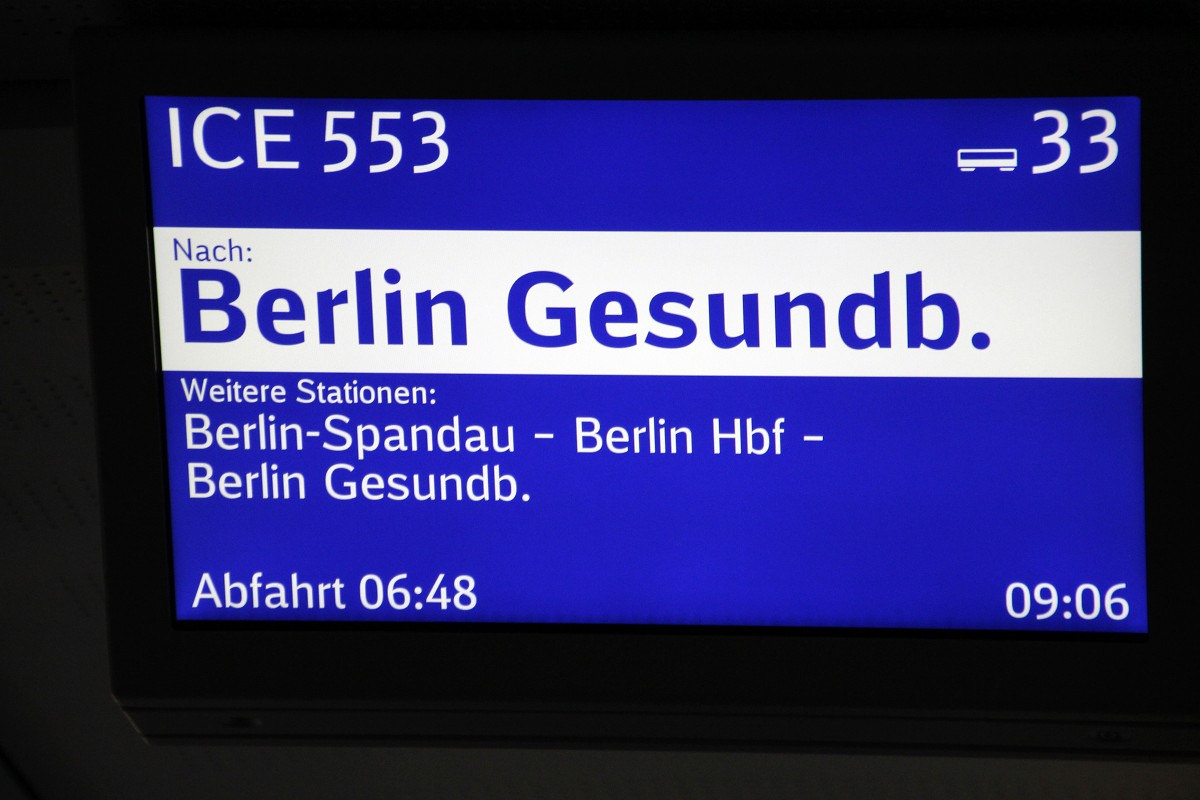 ICE 553 33
Nach:
Berlin Gesundb.
Weitere Stationen:
Berlin-Spandau – Berlin Hbf –
Berlin Gesundb.
Abfahrt 06:48 09:06